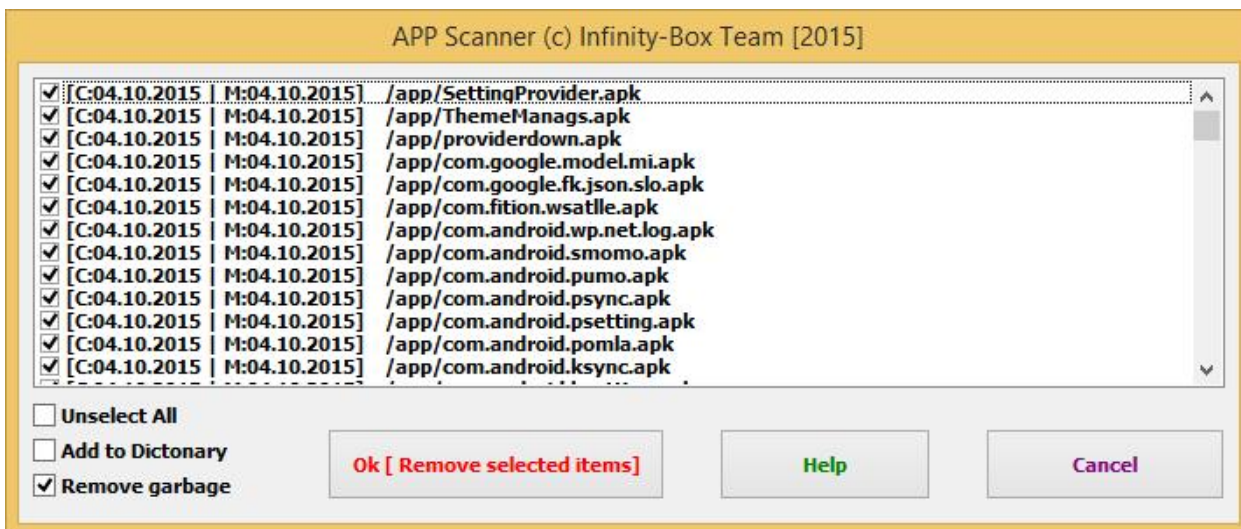 APP Scanner (c) Infinity-Box Team [2015]
[C:04.10.2015 | M:04.10.2015] /app/SettingProvider.apk
[C:04.10.2015 | M:04.10.2015] /app/ThemeManags.apk
[C:04.10.2015 | M:04.10.2015] /app/providerdown.apk
[C:04.10.2015 | M:04.10.2015] /app/com.google.model.mi.apk
[C:04.10.2015 | M:04.10.2015] /app/com.google.fk.json.slo.apk
[C:04.10.2015 | M:04.10.2015] /app/com.fition.wsatlle.apk
[C:04.10.2015 | M:04.10.2015] /app/com.android.wp.net.log.apk
[C:04.10.2015 | M:04.10.2015] /app/com.android.smomo.apk
[C:04.10.2015 | M:04.10.2015] /app/com.android.pumo.apk
[C:04.10.2015 | M:04.10.2015] /app/com.android.psync.apk
[C:04.10.2015 | M:04.10.2015] /app/com.android.psetting.apk
[C:04.10.2015 | M:04.10.2015] /app/com.android.pomla.apk
[C:04.10.2015 | M:04.10.2015] /app/com.android.ksync.apk
Unselect All
Add to Dictonary
Remove garbage
Ok [ Remove selected items]
Help
Cancel